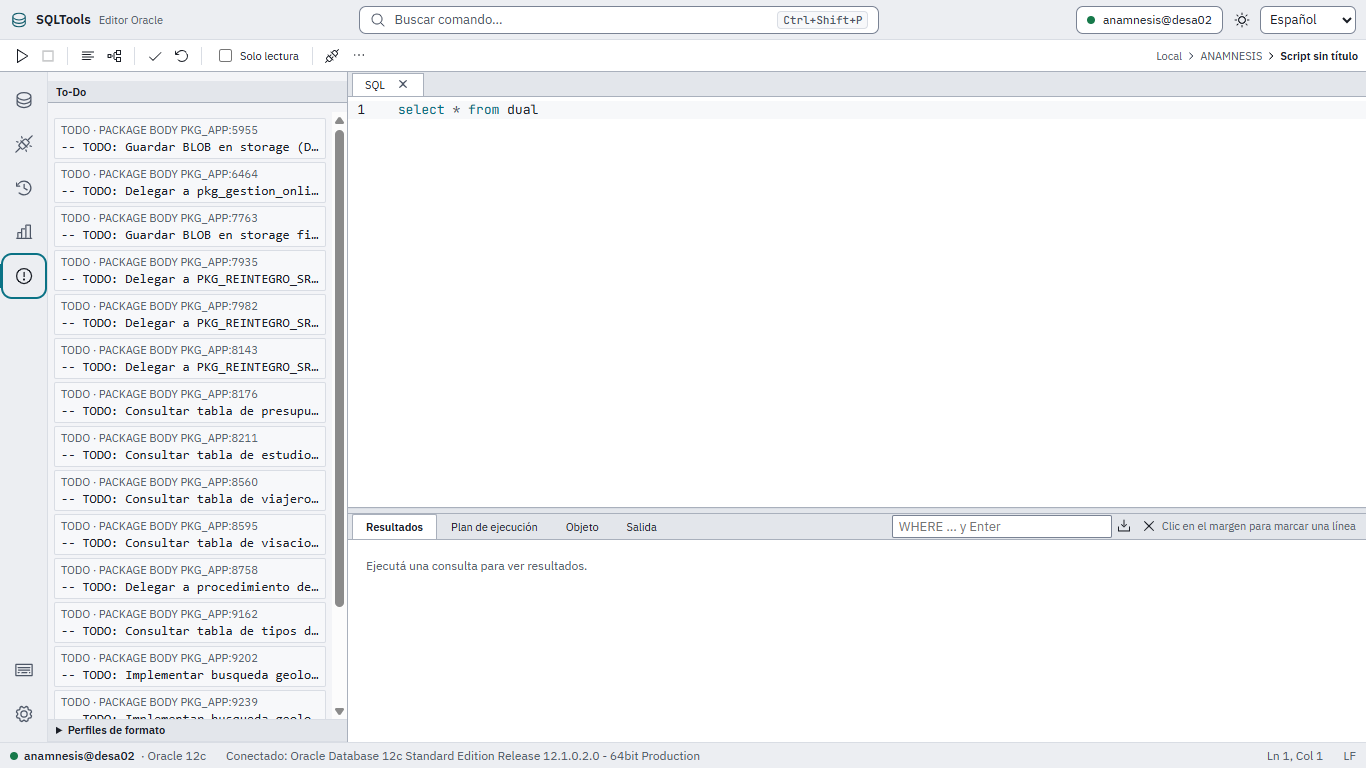 SQLTools Editor Oracle
Buscar comando... Ctrl+Shift+P
anamnesis@desa02
Español
Solo lectura
Local > ANAMNESIS > Script sin título
To-Do
TODO · PACKAGE BODY PKG_APP:5955
-- TODO: Guardar BLOB en storage (D…
TODO · PACKAGE BODY PKG_APP:6464
-- TODO: Delegar a pkg_gestion_onli…
TODO · PACKAGE BODY PKG_APP:7763
-- TODO: Guardar BLOB en storage fi…
TODO · PACKAGE BODY PKG_APP:7935
-- TODO: Delegar a PKG_REINTEGRO_SR…
TODO · PACKAGE BODY PKG_APP:7982
-- TODO: Delegar a PKG_REINTEGRO_SR…
TODO · PACKAGE BODY PKG_APP:8143
-- TODO: Delegar a PKG_REINTEGRO_SR…
TODO · PACKAGE BODY PKG_APP:8176
-- TODO: Consultar tabla de presupu…
TODO · PACKAGE BODY PKG_APP:8211
-- TODO: Consultar tabla de estudio…
TODO · PACKAGE BODY PKG_APP:8560
-- TODO: Consultar tabla de viajero…
TODO · PACKAGE BODY PKG_APP:8595
-- TODO: Consultar tabla de visacio…
TODO · PACKAGE BODY PKG_APP:8758
-- TODO: Delegar a procedimiento de…
TODO · PACKAGE BODY PKG_APP:9162
-- TODO: Consultar tabla de tipos d…
TODO · PACKAGE BODY PKG_APP:9202
-- TODO: Implementar busqueda geolo…
TODO · PACKAGE BODY PKG_APP:9239
-- TODO: Implementar busqueda geolo…
Perfiles de formato
SQL
1 select * from dual
Resultados Plan de ejecución Objeto Salida
WHERE ... y Enter
Clic en el margen para marcar una línea
Ejecutá una consulta para ver resultados.
anamnesis@desa02 · Oracle 12c Conectado: Oracle Database 12c Standard Edition Release 12.1.0.2.0 - 64bit Production
Ln 1, Col 1 LF